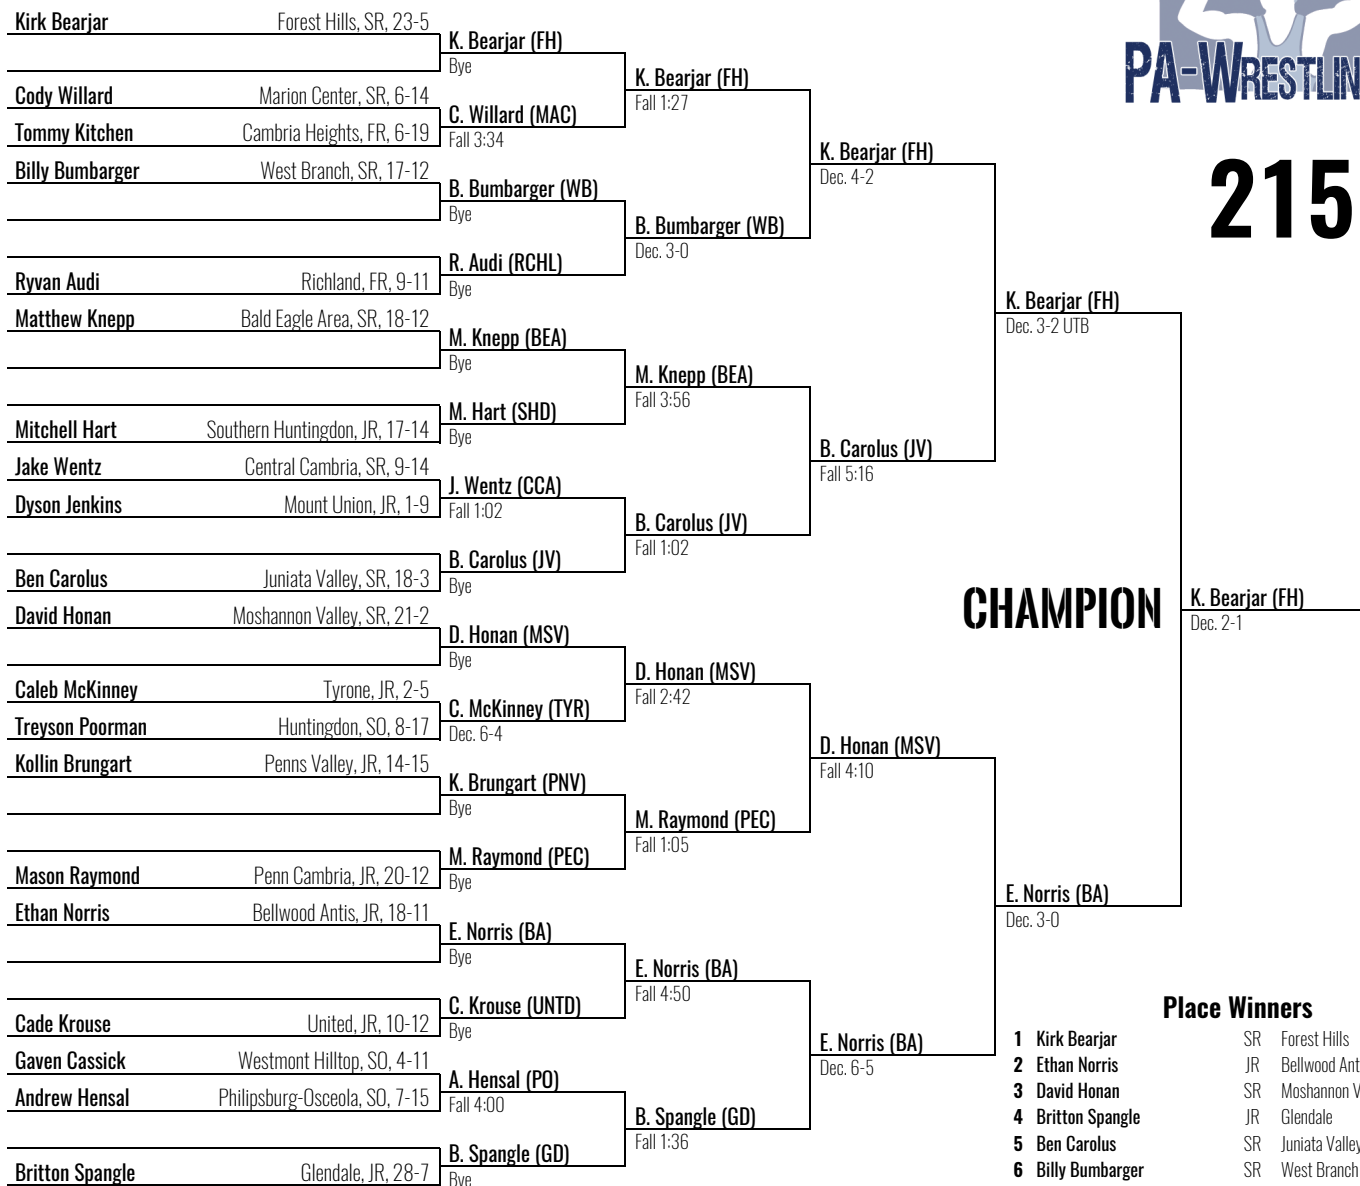 PA-WRESTLIN
215
Kirk Bearjar Forest Hills, SR, 23-5
K. Bearjar (FH)
Bye
K. Bearjar (FH)
Fall 1:27
Cody Willard Marion Center, SR, 6-14
C. Willard (MAC)
Fall 3:34
Tommy Kitchen Cambria Heights, FR, 6-19
K. Bearjar (FH)
Dec. 4-2
Billy Bumbarger West Branch, SR, 17-12
B. Bumbarger (WB)
Bye
B. Bumbarger (WB)
Dec. 3-0
R. Audi (RCHL)
Bye
Ryvan Audi Richland, FR, 9-11
K. Bearjar (FH)
Dec. 3-2 UTB
Matthew Knepp Bald Eagle Area, SR, 18-12
M. Knepp (BEA)
Bye
M. Knepp (BEA)
Fall 3:56
M. Hart (SHD)
Bye
Mitchell Hart Southern Huntingdon, JR, 17-14
B. Carolus (JV)
Fall 5:16
Jake Wentz Central Cambria, SR, 9-14
J. Wentz (CCA)
Fall 1:02
Dyson Jenkins Mount Union, JR, 1-9
B. Carolus (JV)
Fall 1:02
B. Carolus (JV)
Bye
Ben Carolus Juniata Valley, SR, 18-3
CHAMPION
K. Bearjar (FH)
Dec. 2-1
David Honan Moshannon Valley, SR, 21-2
D. Honan (MSV)
Bye
D. Honan (MSV)
Fall 2:42
Caleb McKinney Tyrone, JR, 2-5
C. McKinney (TYR)
Dec. 6-4
Treyson Poorman Huntingdon, SO, 8-17
D. Honan (MSV)
Fall 4:10
Kollin Brungart Penns Valley, JR, 14-15
K. Brungart (PNV)
Bye
M. Raymond (PEC)
Fall 1:05
M. Raymond (PEC)
Bye
Mason Raymond Penn Cambria, JR, 20-12
E. Norris (BA)
Dec. 3-0
Ethan Norris Bellwood Antis, JR, 18-11
E. Norris (BA)
Bye
E. Norris (BA)
Fall 4:50
C. Krouse (UNTD)
Bye
Cade Krouse United, JR, 10-12
E. Norris (BA)
Dec. 6-5
Gaven Cassick Westmont Hilltop, SO, 4-11
A. Hensal (PO)
Fall 4:00
Andrew Hensal Philipsburg-Osceola, SO, 7-15
B. Spangle (GD)
Fall 1:36
B. Spangle (GD)
Bye
Britton Spangle Glendale, JR, 28-7
Place Winners
1 Kirk Bearjar SR Forest Hills
2 Ethan Norris JR Bellwood Ant
3 David Honan SR Moshannon V
4 Britton Spangle JR Glendale
5 Ben Carolus SR Juniata Valley
6 Billy Bumbarger SR West Branch